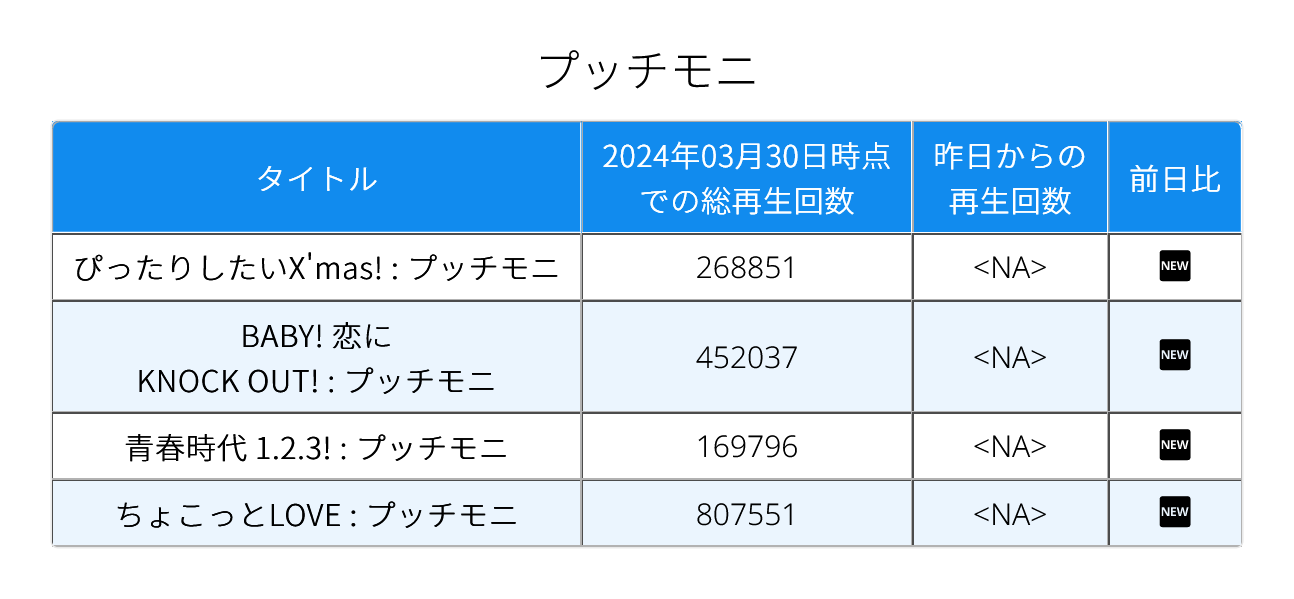 プッチモニ
タイトル
2024年03月30日時点
での総再生回数
昨日からの
再生回数
前日比
ぴったりしたいX'mas! : プッチモニ
268851
<NA>
NEW
BABY! 恋に
KNOCK OUT! : プッチモニ
452037
<NA>
NEW
青春時代 1.2.3! : プッチモニ
169796
<NA>
NEW
ちょこっとLOVE : プッチモニ
807551
<NA>
NEW